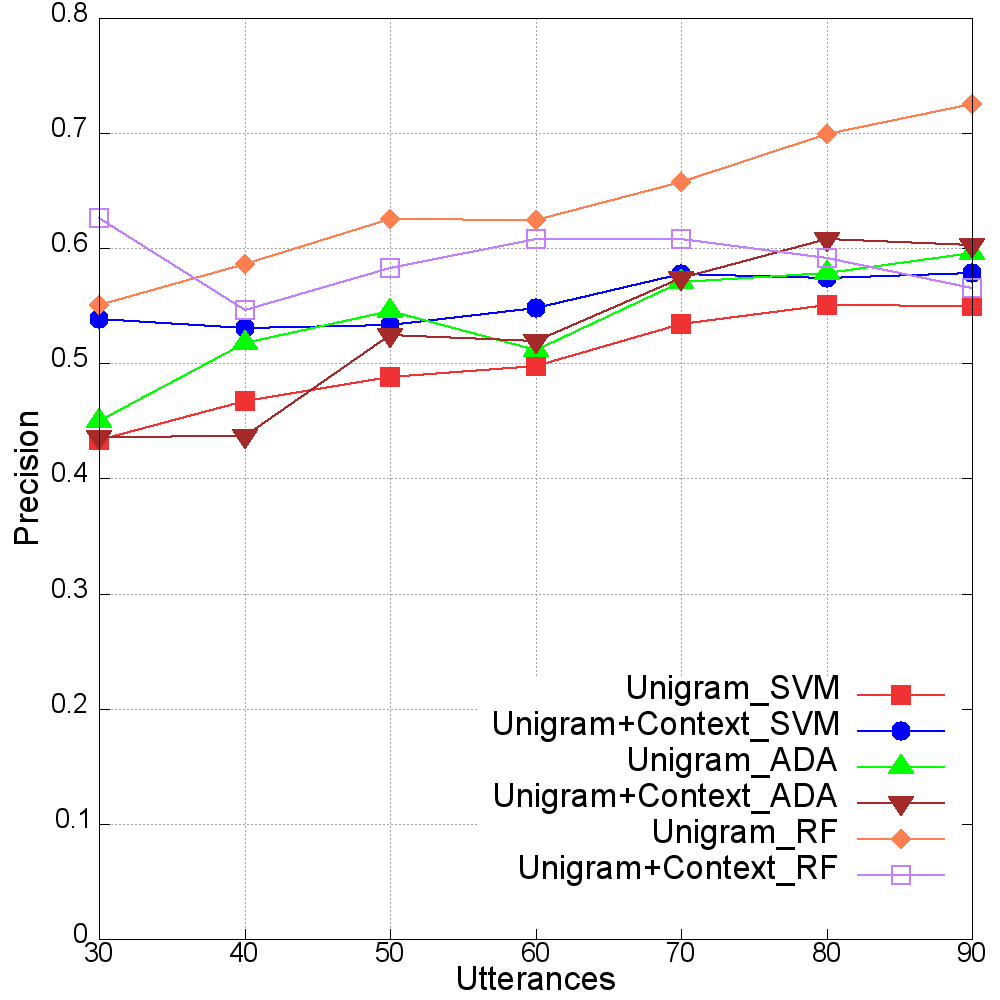 0.8
0.7
0.6
0.5
0.4
0.3
0.2
0.1
0
Precision
Unigram_SVM
Unigram+Context_SVM
Unigram_ADA
Unigram+Context_ADA
Unigram_RF
Unigram+Context_RF
30 40 50 60 70 80 90
Utterances